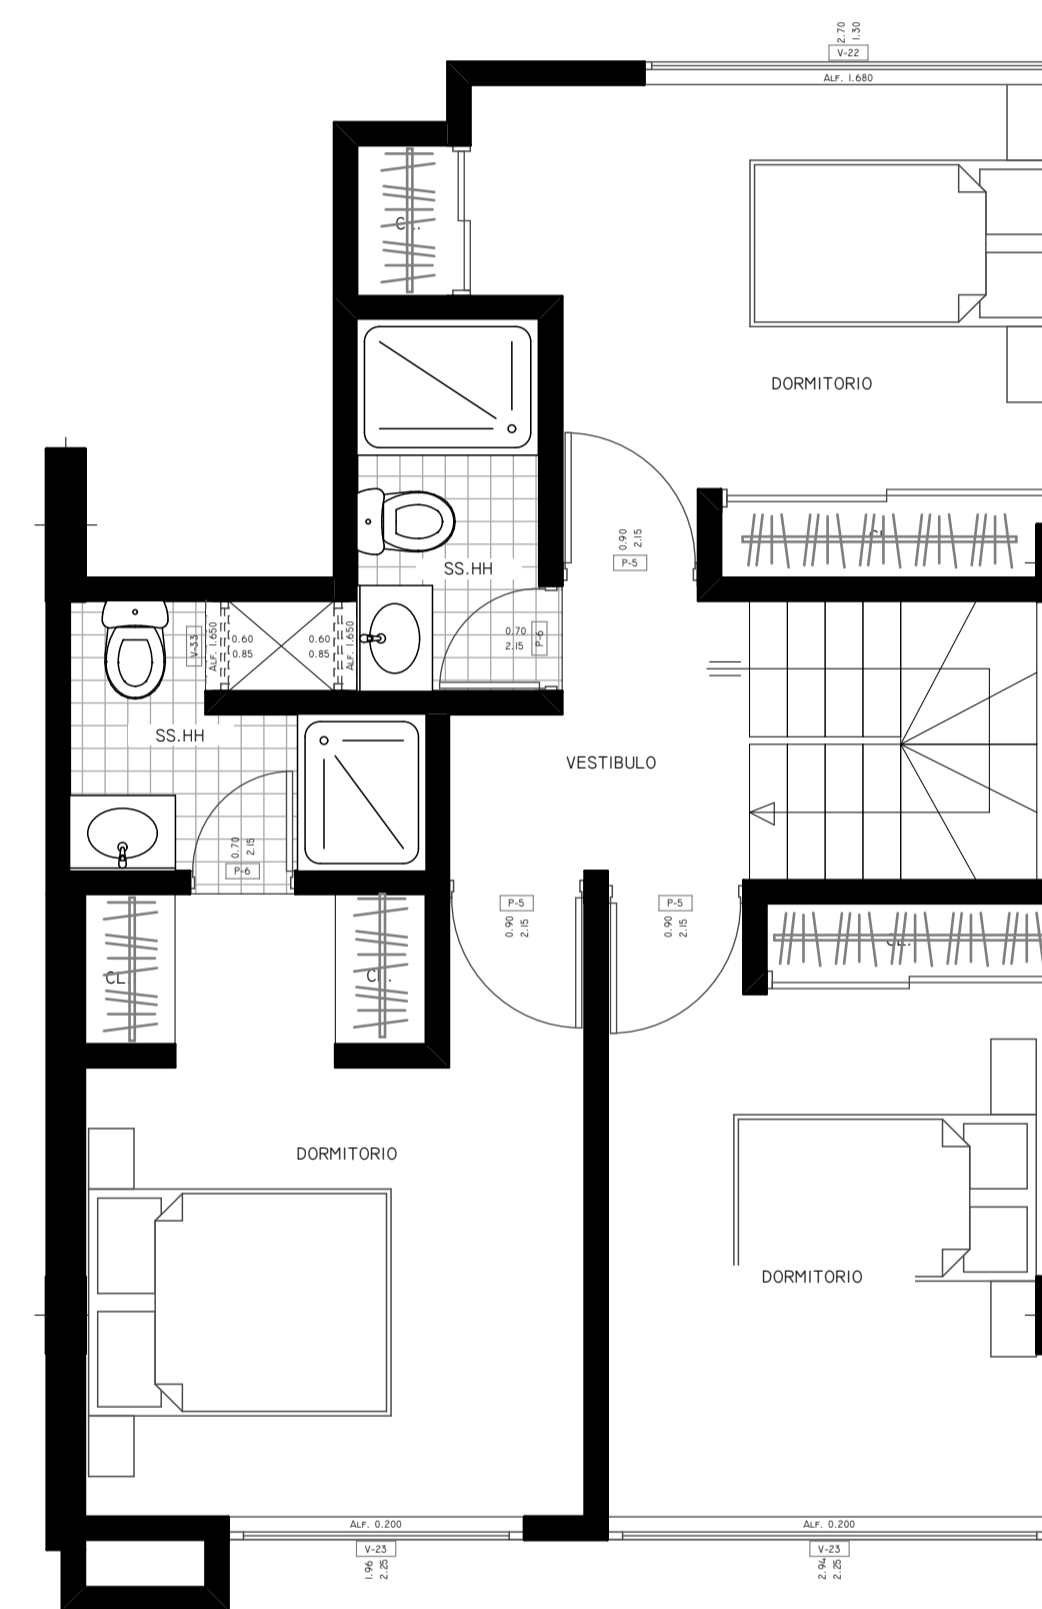 2.70
1.30
V-22
ALF. 1.680
DORMITORIO
0.90
2.15
P-5
SS.HH
0.70
2.15
P-6
V-33
ALF. 1.650
0.60
0.85
0.60
0.85
ALF. 1.650
SS.HH
VESTIBULO
0.70
2.15
P-6
P-5
0.90
2.15
P-5
0.90
2.15
CL
DORMITORIO
DORMITORIO
ALF. 0.200
V-23
1.96
2.25
ALF. 0.200
V-23
2.94
2.25